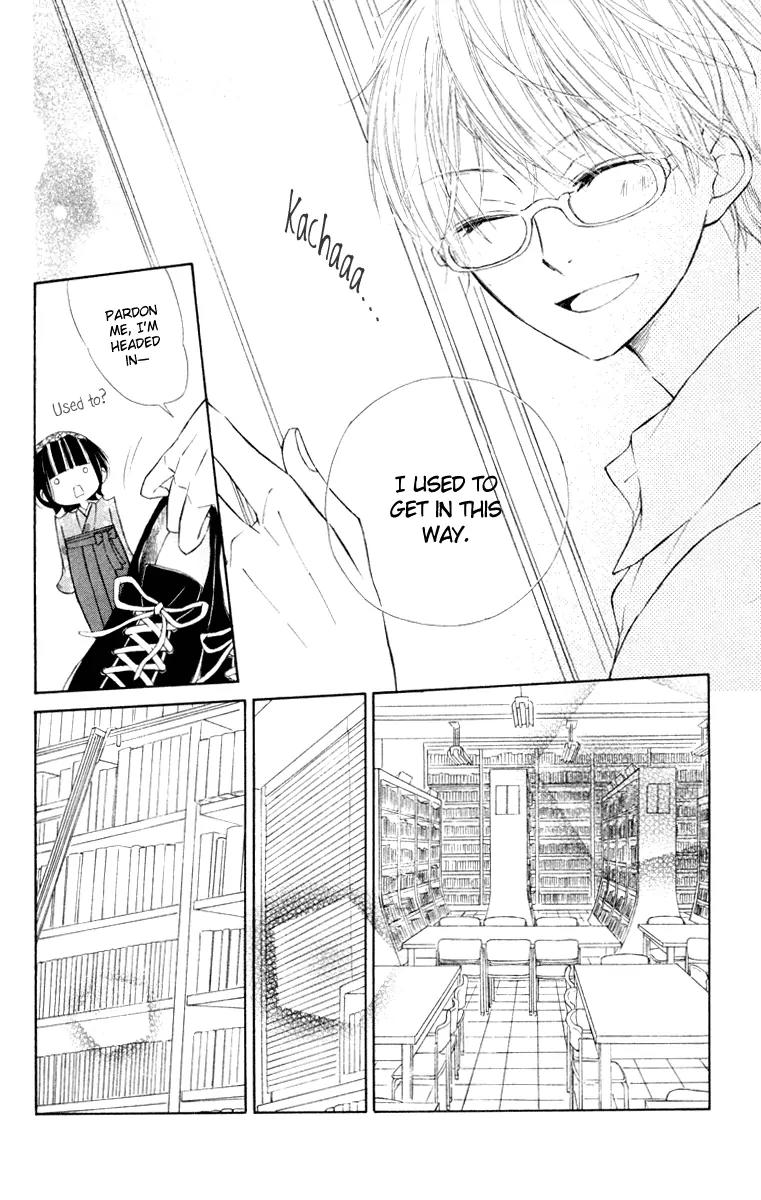 Kachaaa...
I USED TO
GET IN THIS
WAY.
PARDON
ME, I'M
HEADED
IN—
Used to?